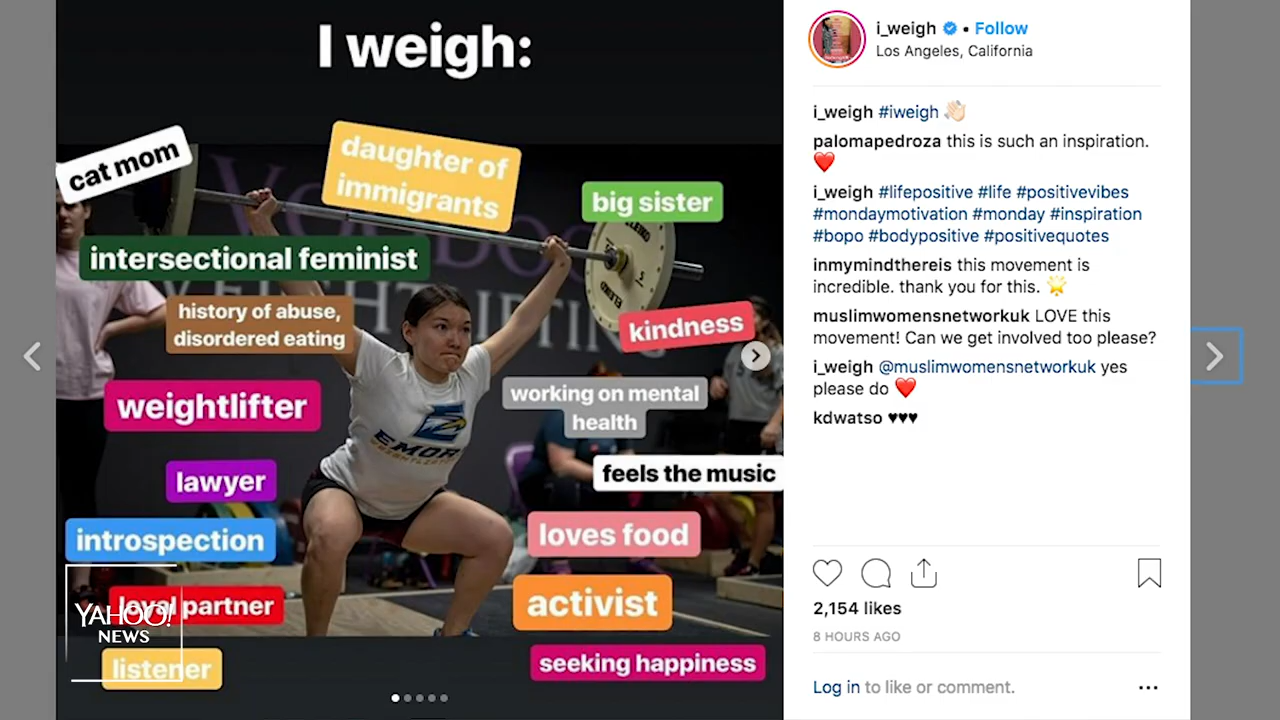 I weigh:
cat mom
daughter of
immigrants
big sister
intersectional feminist
history of abuse,
disordered eating
kindness
weightlifter
working on mental
health
lawyer
feels the music
introspection
loves food
loyal partner
activist
listener
seeking happiness
WEIGHTLIFTING
ELEIKO
EMORY
WEIGHTLIFTING
YAHOO!
NEWS
i_weigh • Follow
Los Angeles, California
i_weigh #iweigh 👏🏻
palomapedroza this is such an inspiration.
❤️
i_weigh #lifepositive #life #positivevibes
#mondaymotivation #monday #inspiration
#bopo #bodypositive #positivequotes
inmymindthereis this movement is
incredible. thank you for this. 🌟
muslimwomensnetworkuk LOVE this
movement! Can we get involved too please?
i_weigh @muslimwomensnetworkuk yes
please do ❤️
kdwatso ♥♥♥
2,154 likes
8 HOURS AGO
Log in to like or comment.